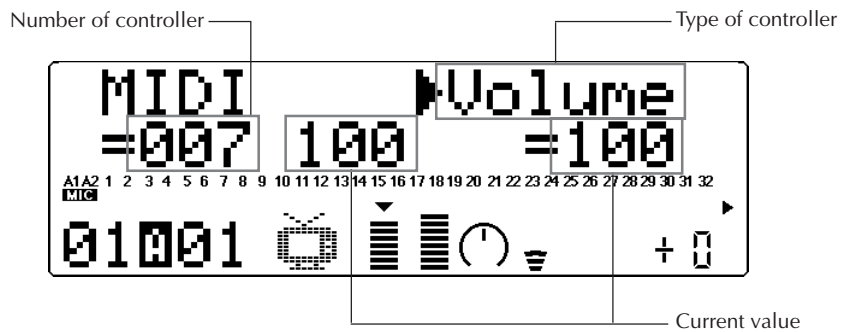 Number of controller
Type of controller
MIDI Volume
=007 100 =100
A1 A2 1 2 3 4 5 6 7 8 9 10 11 12 13 14 15 16 17 18 19 20 21 22 23 24 25 26 27 28 29 30 31 32
MIC
01 A01 + 0
Current value